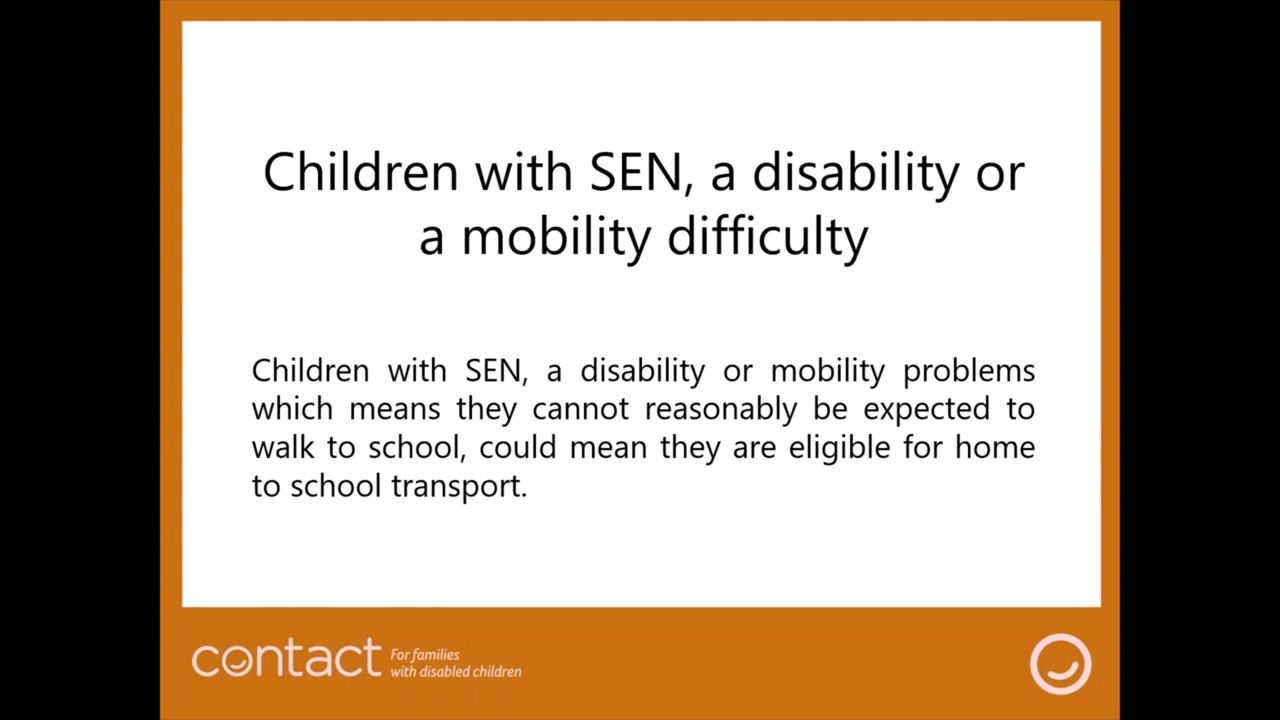 Children with SEN, a disability or
a mobility difficulty
Children with SEN, a disability or mobility problems
which means they cannot reasonably be expected to
walk to school, could mean they are eligible for home
to school transport.
contact
For families
with disabled children